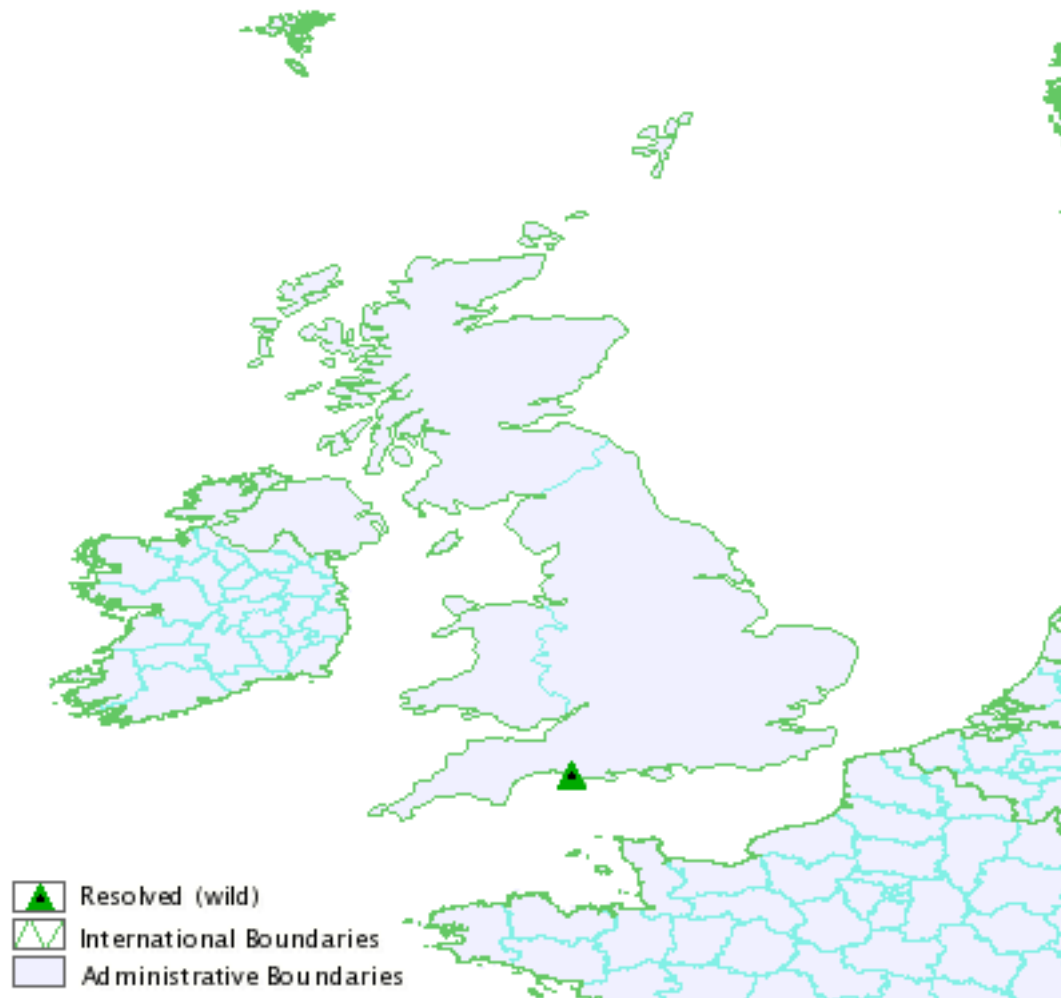 Resolved (wild)
International Boundaries
Administrative Boundaries